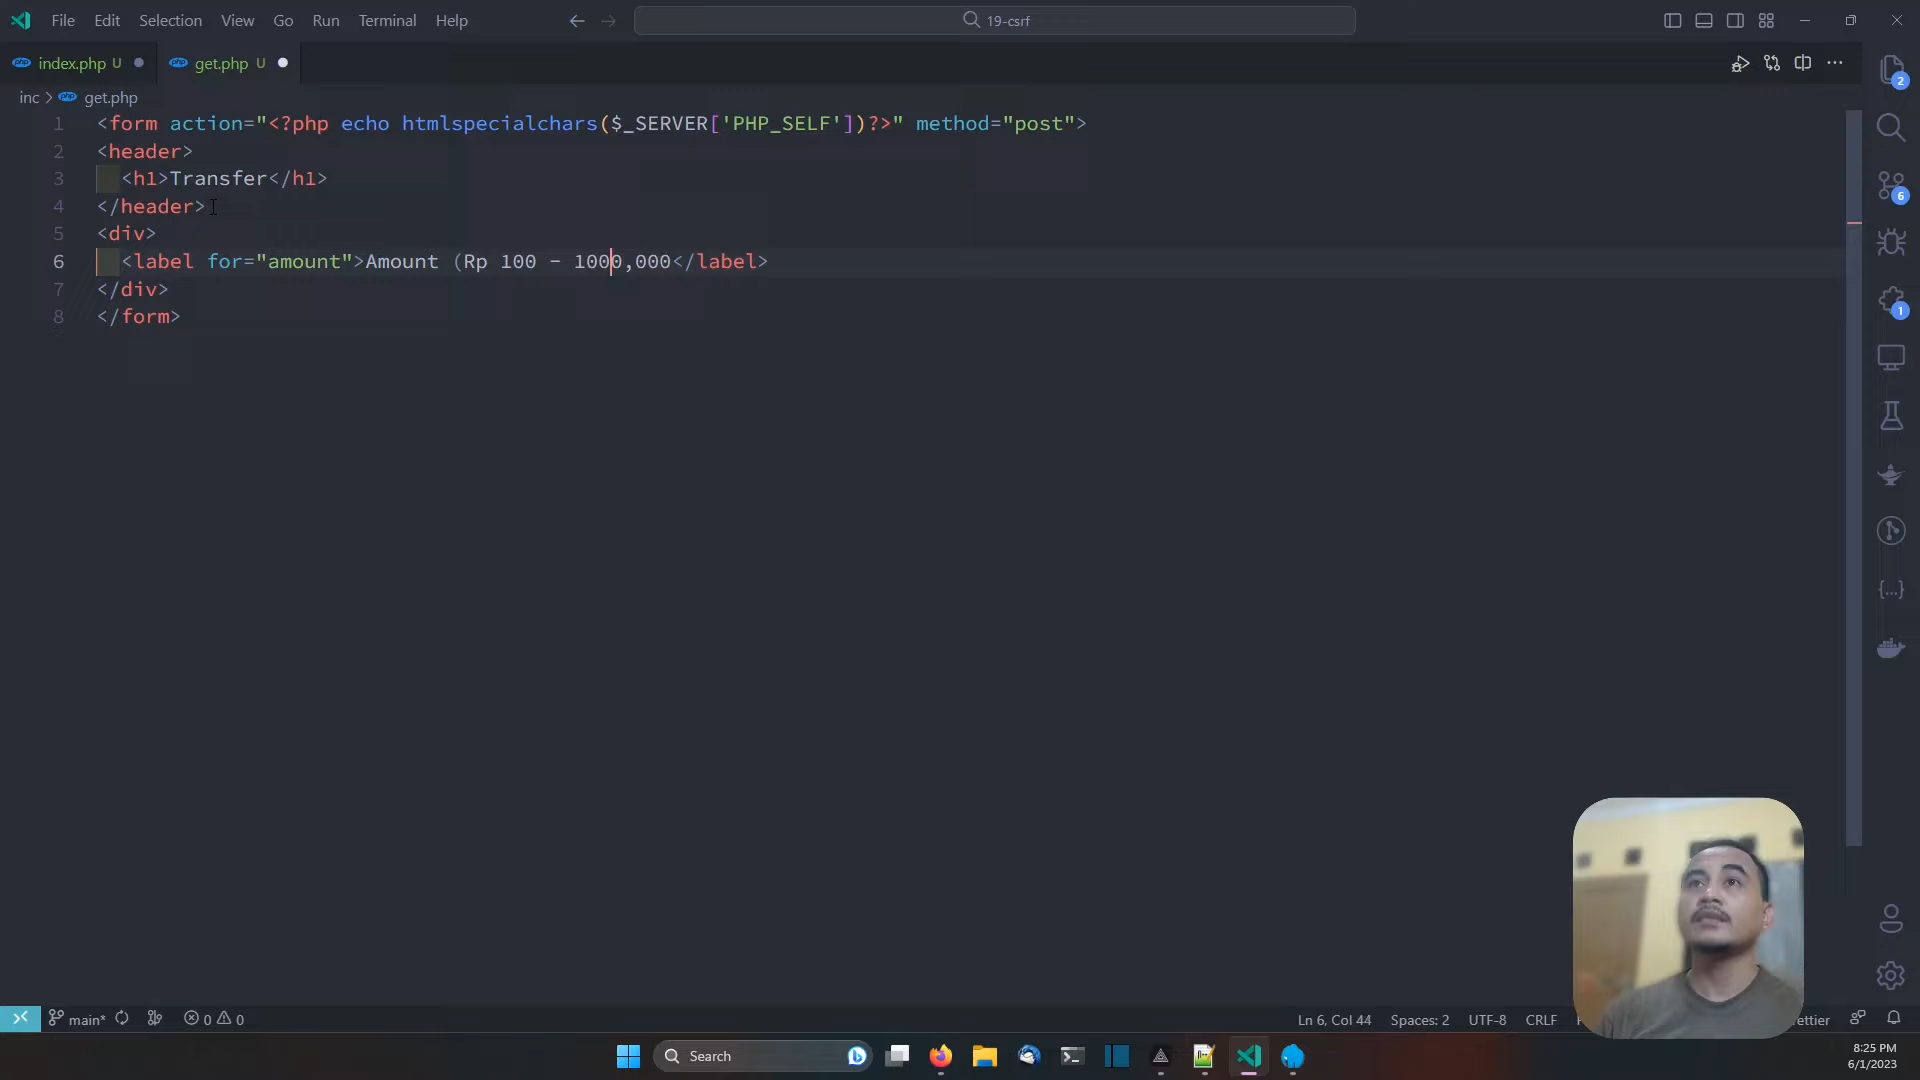 File Edit Selection View Go Run Terminal Help
19-csrf
index.php U
get.php U
inc > get.php
1 <form action="<?php echo htmlspecialchars($_SERVER['PHP_SELF'])?>" method="post">
2 <header>
3 <h1>Transfer</h1>
4 </header>
5 <div>
6 <label for="amount">Amount (Rp 100 - 1000,000</label>
7 </div>
8 </form>
2
6
1
{...}
main* 0 0
Ln 6, Col 44 Spaces: 2 UTF-8 CRLF
Search
8:25 PM
6/1/2023